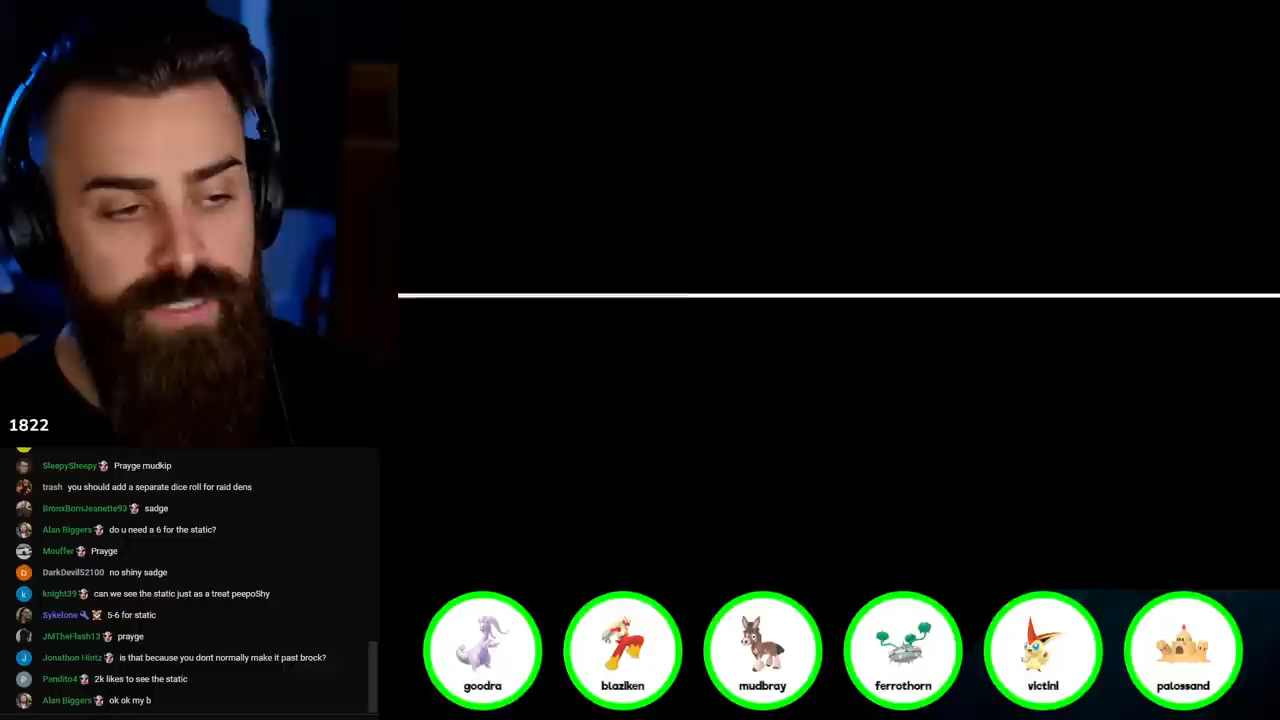 1822
SleepySheepy Prayge mudkip
trash you should add a separate dice roll for raid dens
BronxBornJeanette93 sadge
Alan Biggers do u need a 6 for the static?
Mouffer Prayge
DarkDevil52100 no shiny sadge
knight39 can we see the static just as a treat peepoShy
Sykelone 5-6 for static
JMTheFlash13 prayge
Jonathon Hintz is that because you dont normally make it past brock?
Pandito4 2k likes to see the static
Alan Biggers ok ok my b
goodra
blaziken
mudbray
ferrothorn
victini
palossand